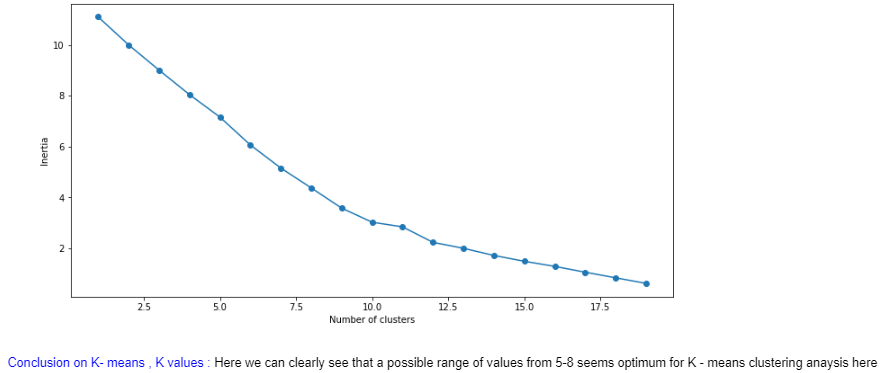 10
8
6
4
2
Inertia
2.5 5.0 7.5 10.0 12.5 15.0 17.5
Number of clusters
Conclusion on K- means , K values : Here we can clearly see that a possible range of values from 5-8 seems optimum for K - means clustering anaysis here